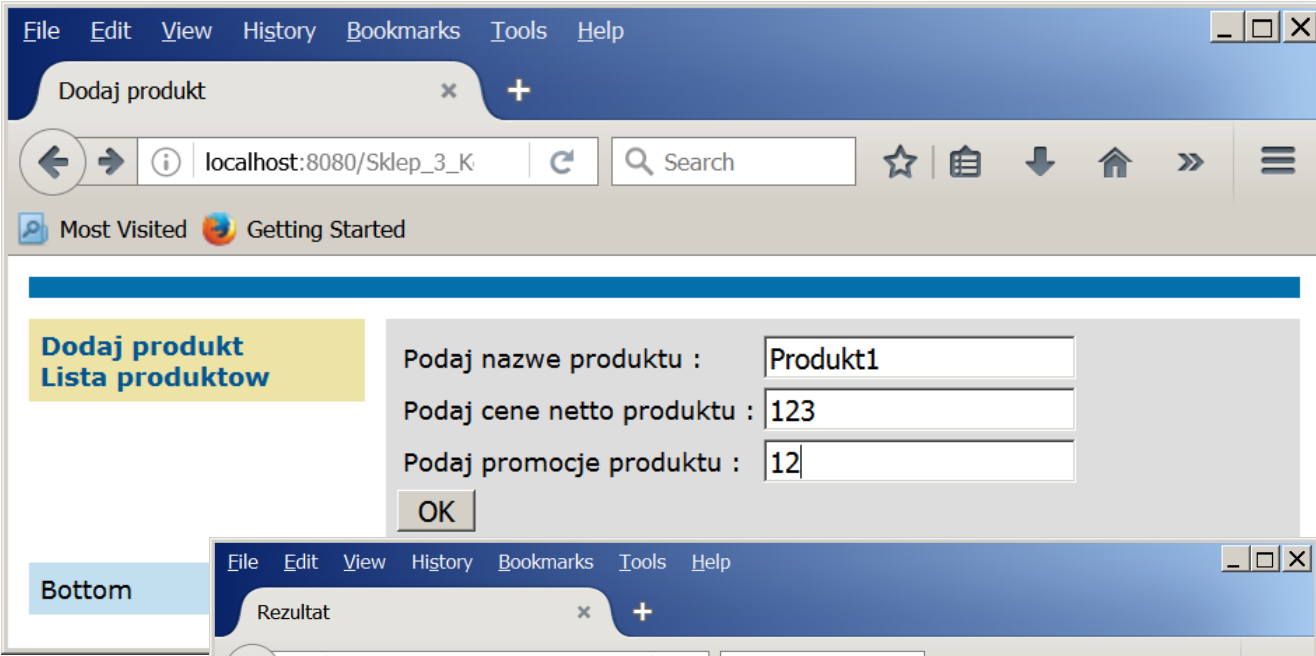 File Edit View History Bookmarks Tools Help
Dodaj produkt
localhost:8080/Sklep_3_K
Search
Most Visited Getting Started
Dodaj produkt
Lista produktow
Podaj nazwe produktu : Produkt1
Podaj cene netto produktu : 123
Podaj promocje produktu : 12
OK
Bottom
File Edit View History Bookmarks Tools Help
Rezultat